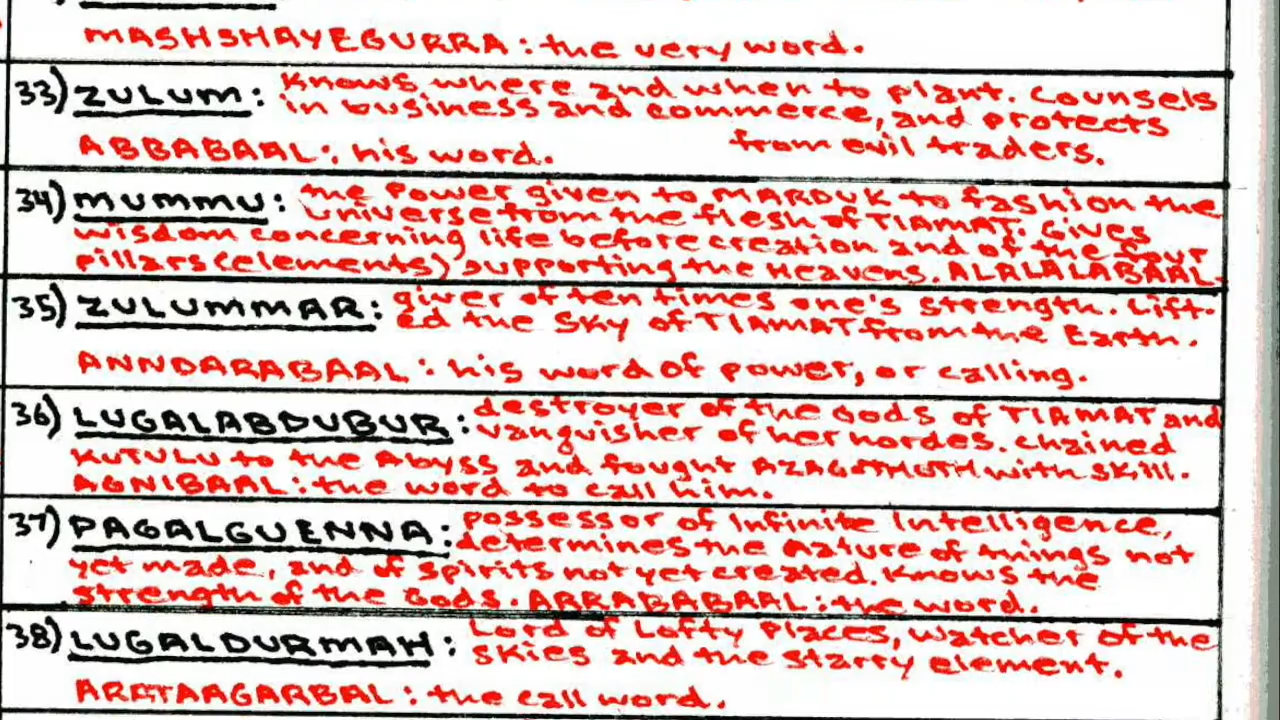 MASHSHAYEGURRA: the very word.
33) ZULUM: Knows where and when to plant. Counsels
in business and commerce, and protects
ABBABAAL: his word. from evil traders.
34) MUMMU: the Power given to MARDUK to fashion the
universe from the flesh of TIAMAT. Gives
wisdom concerning life before creation and of the four
pillars (elements) supporting the Heavens. ALALALABAAL.
35) ZULUMMAR: giver of ten times one's strength. Lift-
ed the Sky of TIAMAT from the Earth.
ANNDARABAAL: his word of power, or calling.
36) LUGALABDUBUR: destroyer of the Gods of TIAMAT and
vanguisher of her hordes. Chained
KUTULU to the Abyss and fought AZAGTHOTH with skill.
AGNIBAAL: the word to call him.
37) PAGALGUENNA: possessor of Infinite Intelligence,
determines the nature of things not
yet made, and of spirits not yet created. Knows the
strength of the Gods. ARRABABAAL: the word.
38) LUGALDURMAH: Lord of Lofty Places, Watcher of the
skies and the starry element.
ARATAAGARBAL: the call word.